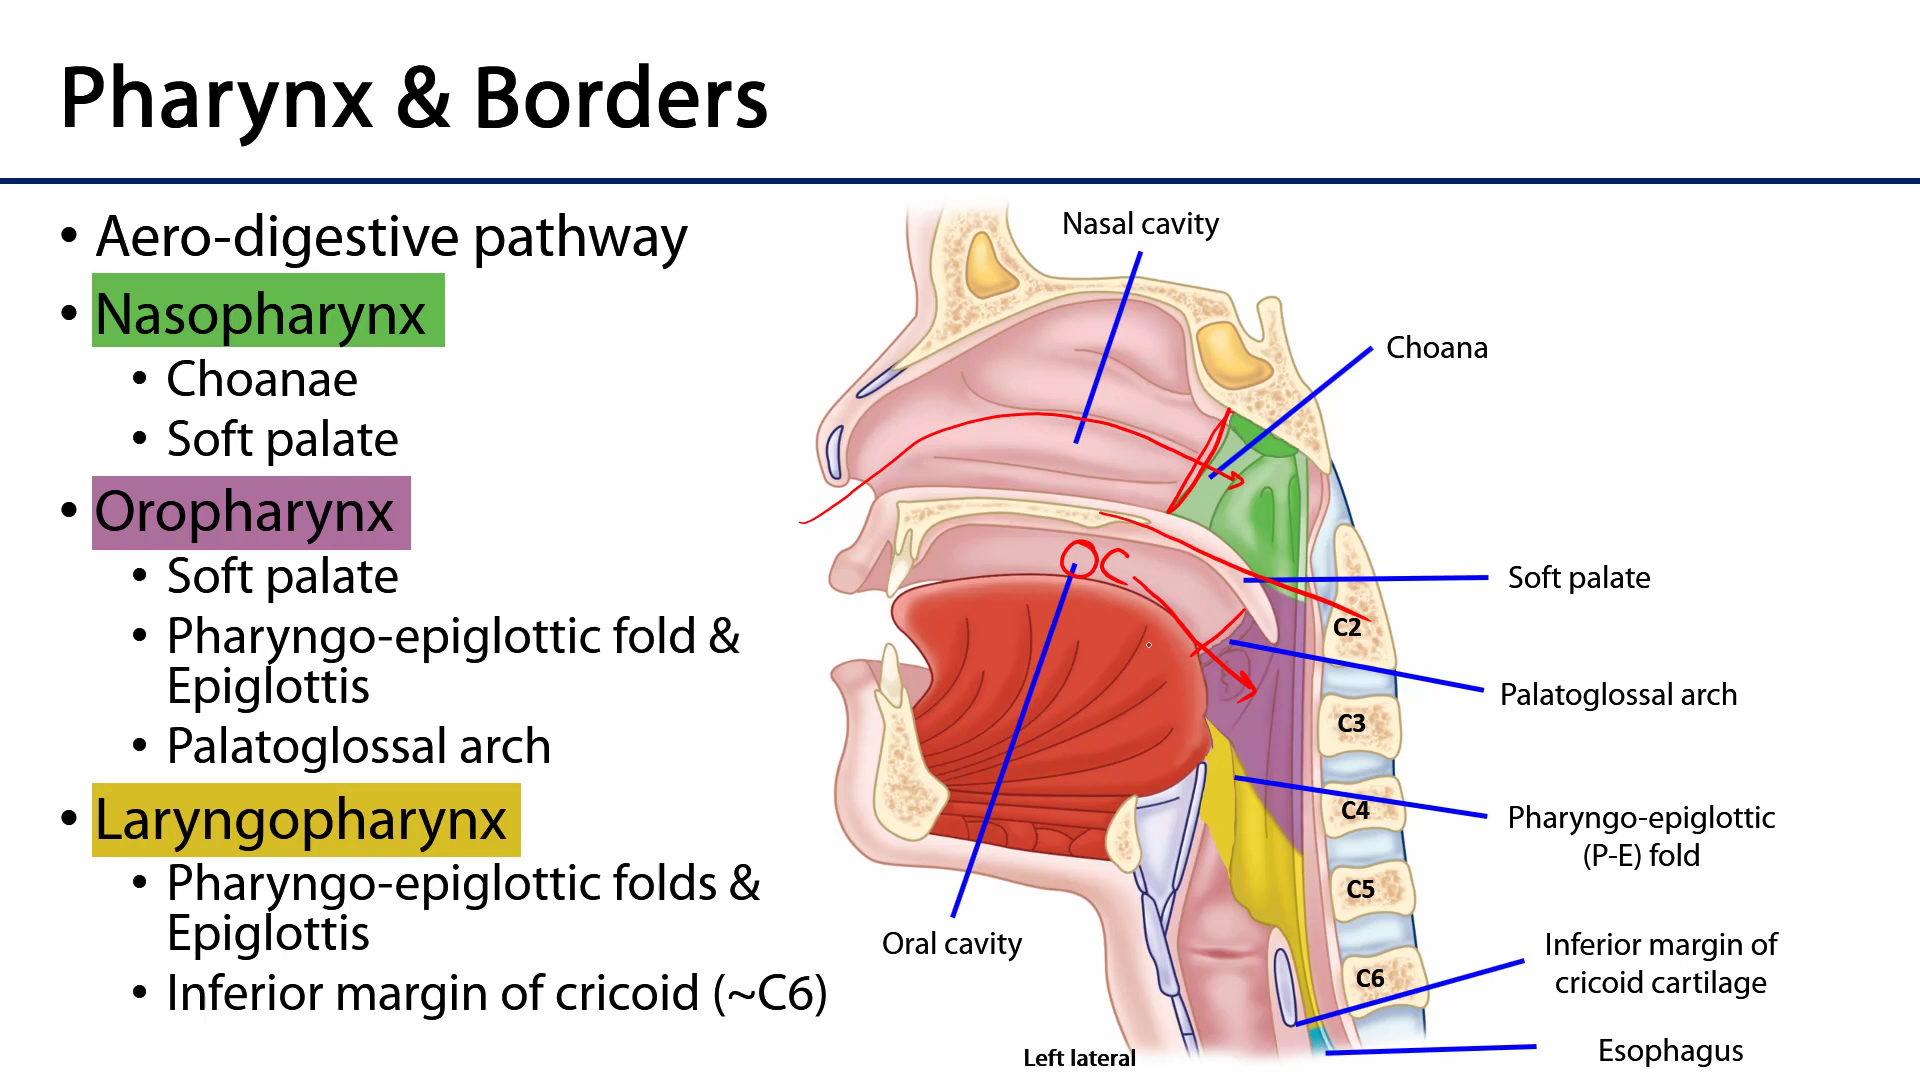 Pharynx & Borders
• Aero-digestive pathway
• Nasopharynx
• Choanae
• Soft palate
• Oropharynx
• Soft palate
• Pharyngo-epiglottic fold &
Epiglottis
• Palatoglossal arch
• Laryngopharynx
• Pharyngo-epiglottic folds &
Epiglottis
• Inferior margin of cricoid (~C6)
Nasal cavity
Choana
OC
Soft palate
C2
Palatoglossal arch
C3
C4
Pharyngo-epiglottic
(P-E) fold
C5
Oral cavity
Inferior margin of
cricoid cartilage
C6
Left lateral
Esophagus